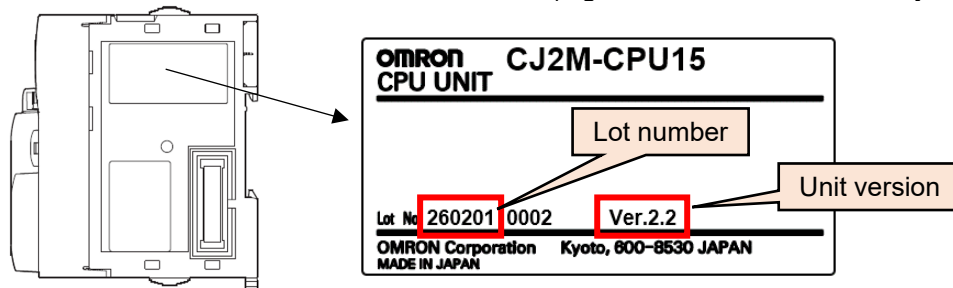 OMRON CJ2M-CPU15
CPU UNIT
Lot number
Unit version
Lot No 260201 0002 Ver.2.2
OMRON Corporation Kyoto, 600-8530 JAPAN
MADE IN JAPAN